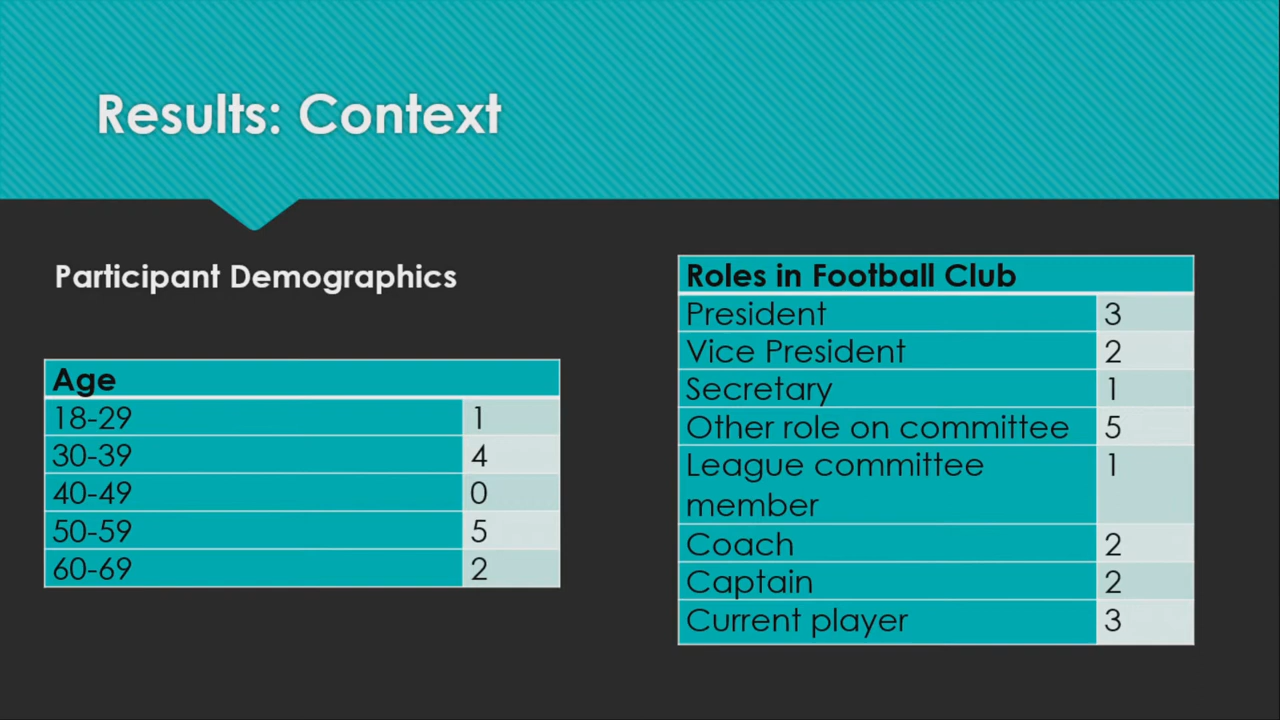 Results: Context
Participant Demographics
Age
18-29 1
30-39 4
40-49 0
50-59 5
60-69 2
Roles in Football Club
President 3
Vice President 2
Secretary 1
Other role on committee 5
League committee 1
member
Coach 2
Captain 2
Current player 3